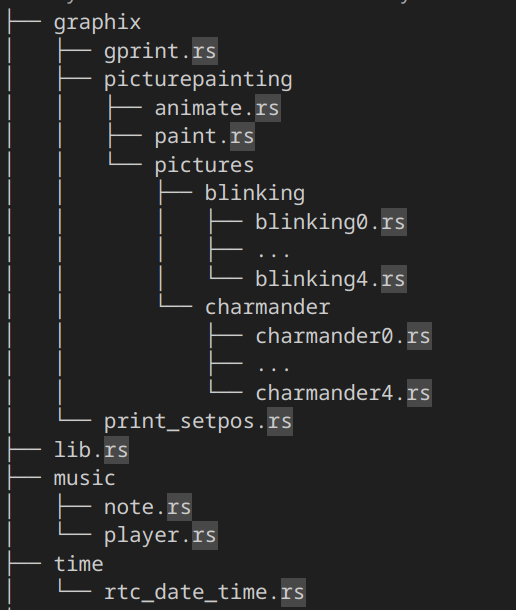 ├── graphix
│   ├── gprint.rs
│   ├── picturepainting
│   │   ├── animate.rs
│   │   ├── paint.rs
│   │   └── pictures
│   │       ├── blinking
│   │       │   ├── blinking0.rs
│   │       │   ├── ...
│   │       │   └── blinking4.rs
│   │       └── charmander
│   │           ├── charmander0.rs
│   │           ├── ...
│   │           └── charmander4.rs
│   └── print_setpos.rs
├── lib.rs
├── music
│   ├── note.rs
│   └── player.rs
├── time
│   └── rtc_date_time.rs